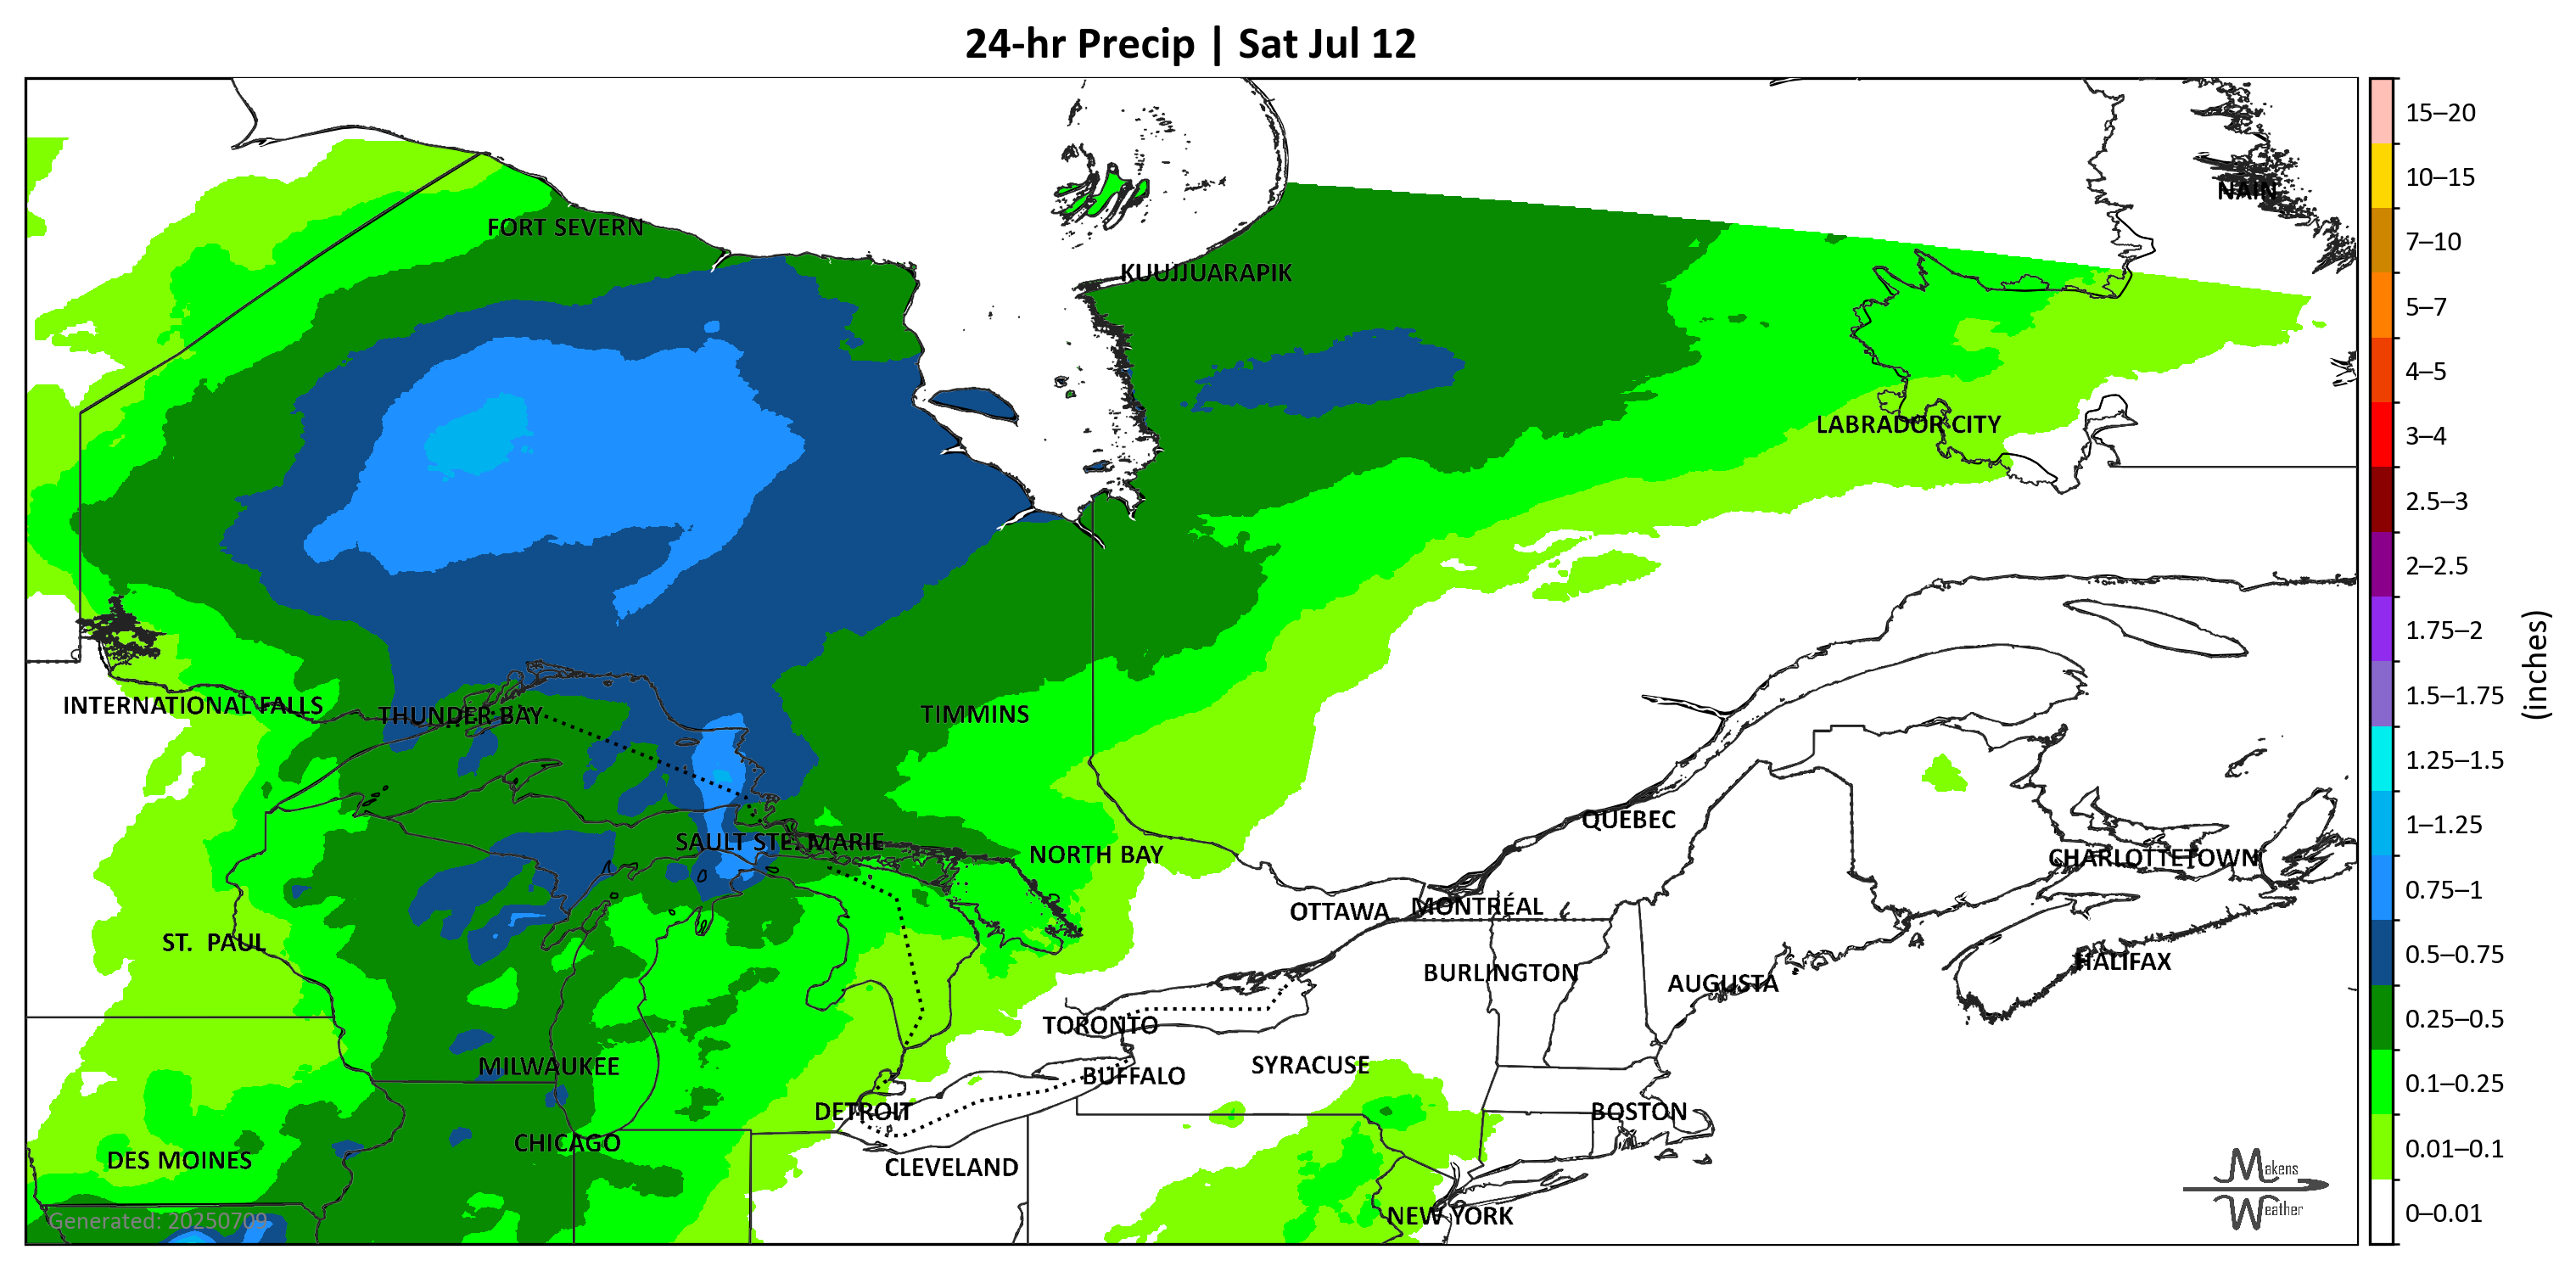 24-hr Precip | Sat Jul 12
NAIN
FORT SEVERN
KUUJJUARAPIK
LABRADOR CITY
INTERNATIONAL FALLS
THUNDER BAY
TIMMINS
QUÉBEC
SAULT STE. MARIE
NORTH BAY
CHARLOTTETOWN
OTTAWA
MONTRÉAL
ST. PAUL
HALIFAX
BURLINGTON
AUGUSTA
TORONTO
MILWAUKEE
SYRACUSE
BUFFALO
DETROIT
BOSTON
CHICAGO
DES MOINES
CLEVELAND
NEW YORK
Generated: 20250709
Makens
Weather
15–20
10–15
7–10
5–7
4–5
3–4
2.5–3
2–2.5
1.75–2
1.5–1.75
1.25–1.5
1–1.25
0.75–1
0.5–0.75
0.25–0.5
0.1–0.25
0.01–0.1
0–0.01
(inches)